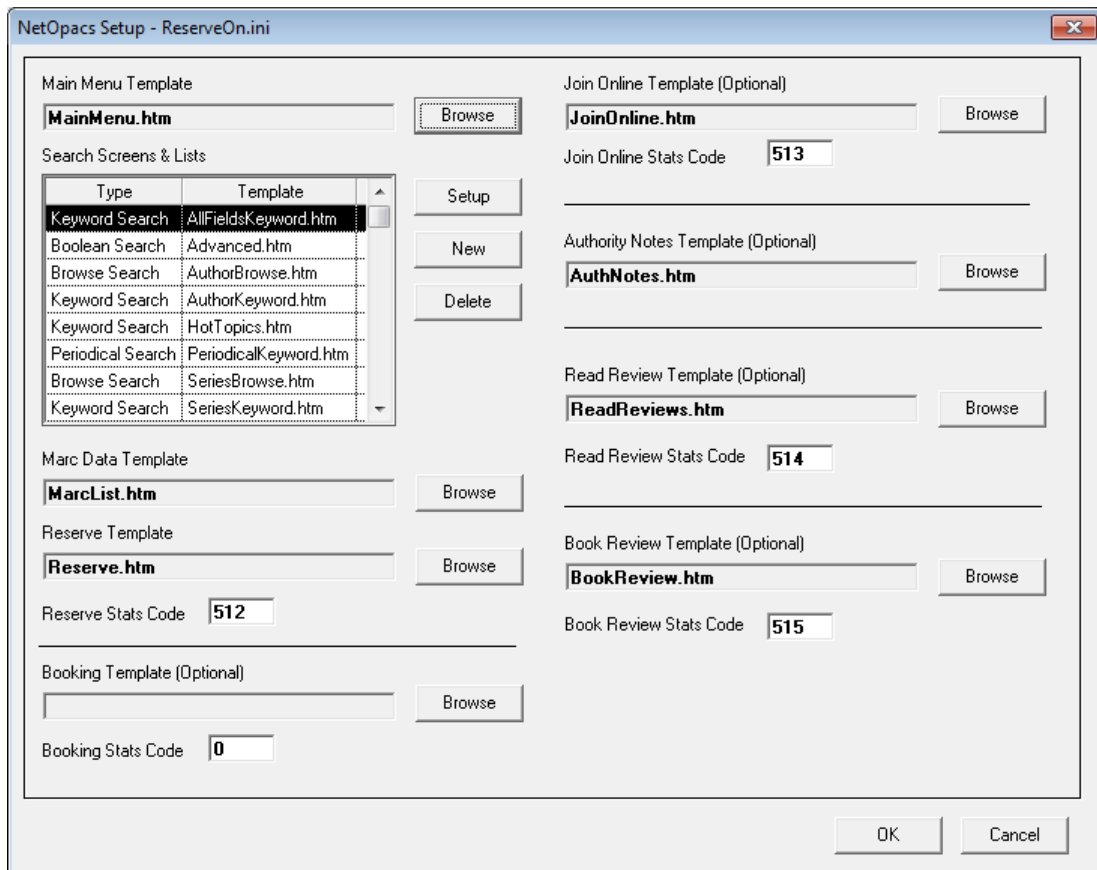 NetOpacs Setup - ReserveOn.ini
Main Menu Template
MainMenu.htm
Browse
Search Screens & Lists
Type Template
Keyword Search AllFieldsKeyword.htm
Boolean Search Advanced.htm
Browse Search AuthorBrowse.htm
Keyword Search AuthorKeyword.htm
Keyword Search HotTopics.htm
Periodical Search PeriodicalKeyword.htm
Browse Search SeriesBrowse.htm
Keyword Search SeriesKeyword.htm
Setup
New
Delete
Marc Data Template
MarcList.htm
Browse
Reserve Template
Reserve.htm
Browse
Reserve Stats Code 512
Booking Template (Optional)
Browse
Booking Stats Code 0
Join Online Template (Optional)
JoinOnline.htm
Browse
Join Online Stats Code 513
Authority Notes Template (Optional)
AuthNotes.htm
Browse
Read Review Template (Optional)
ReadReviews.htm
Browse
Read Review Stats Code 514
Book Review Template (Optional)
BookReview.htm
Browse
Book Review Stats Code 515
OK
Cancel